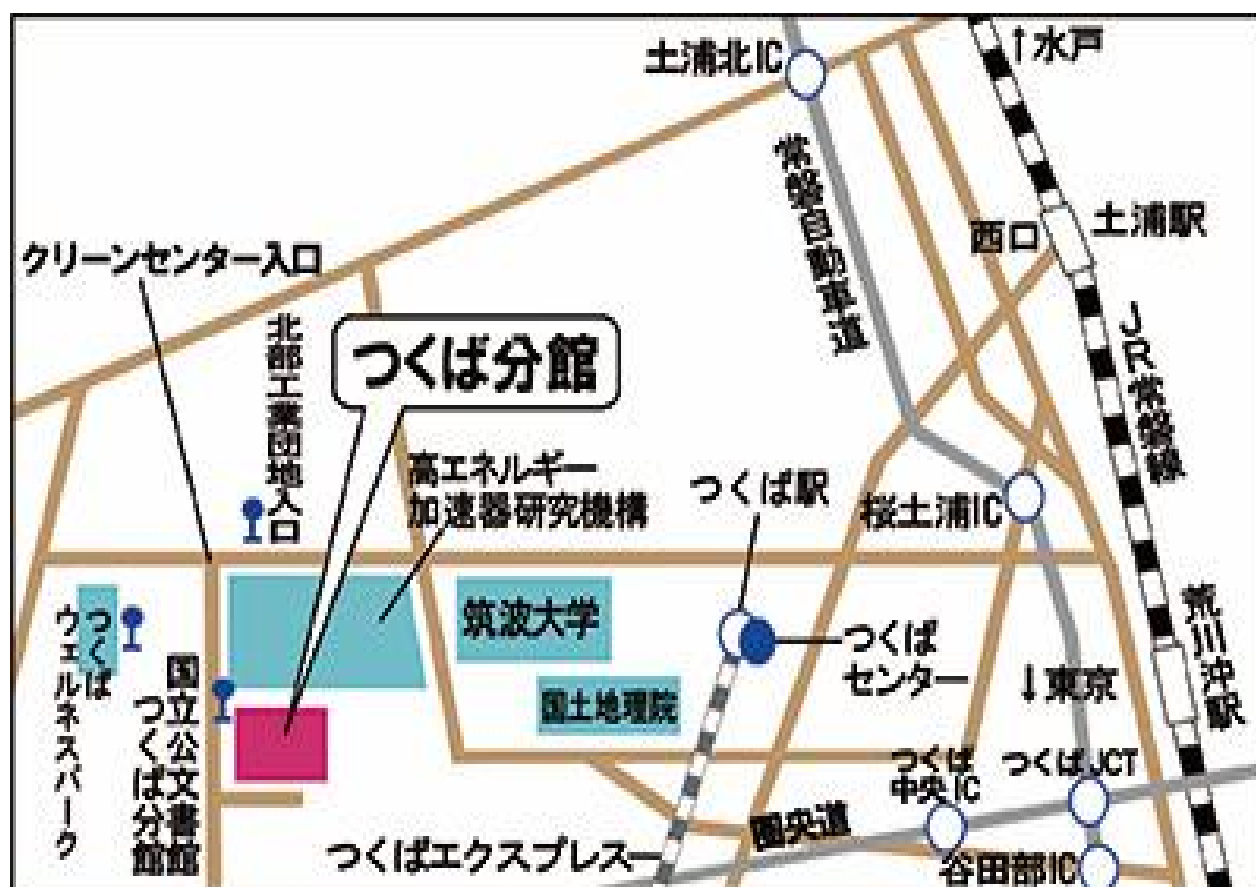 土浦北IC
↑水戸
常磐自動車道
西口
土浦駅
クリーンセンター入口
北部工業団地入口
つくば分館
JR常磐線
高エネルギー
加速器研究機構
つくば駅
桜土浦IC
つくば
ウェルネスパーク
国立公文書館
つくば分館
筑波大学
国土地理院
つくば
センター
↓東京
荒川沖駅
つくば
中央IC
つくばJCT
圏央道
つくばエクスプレス
谷田部IC